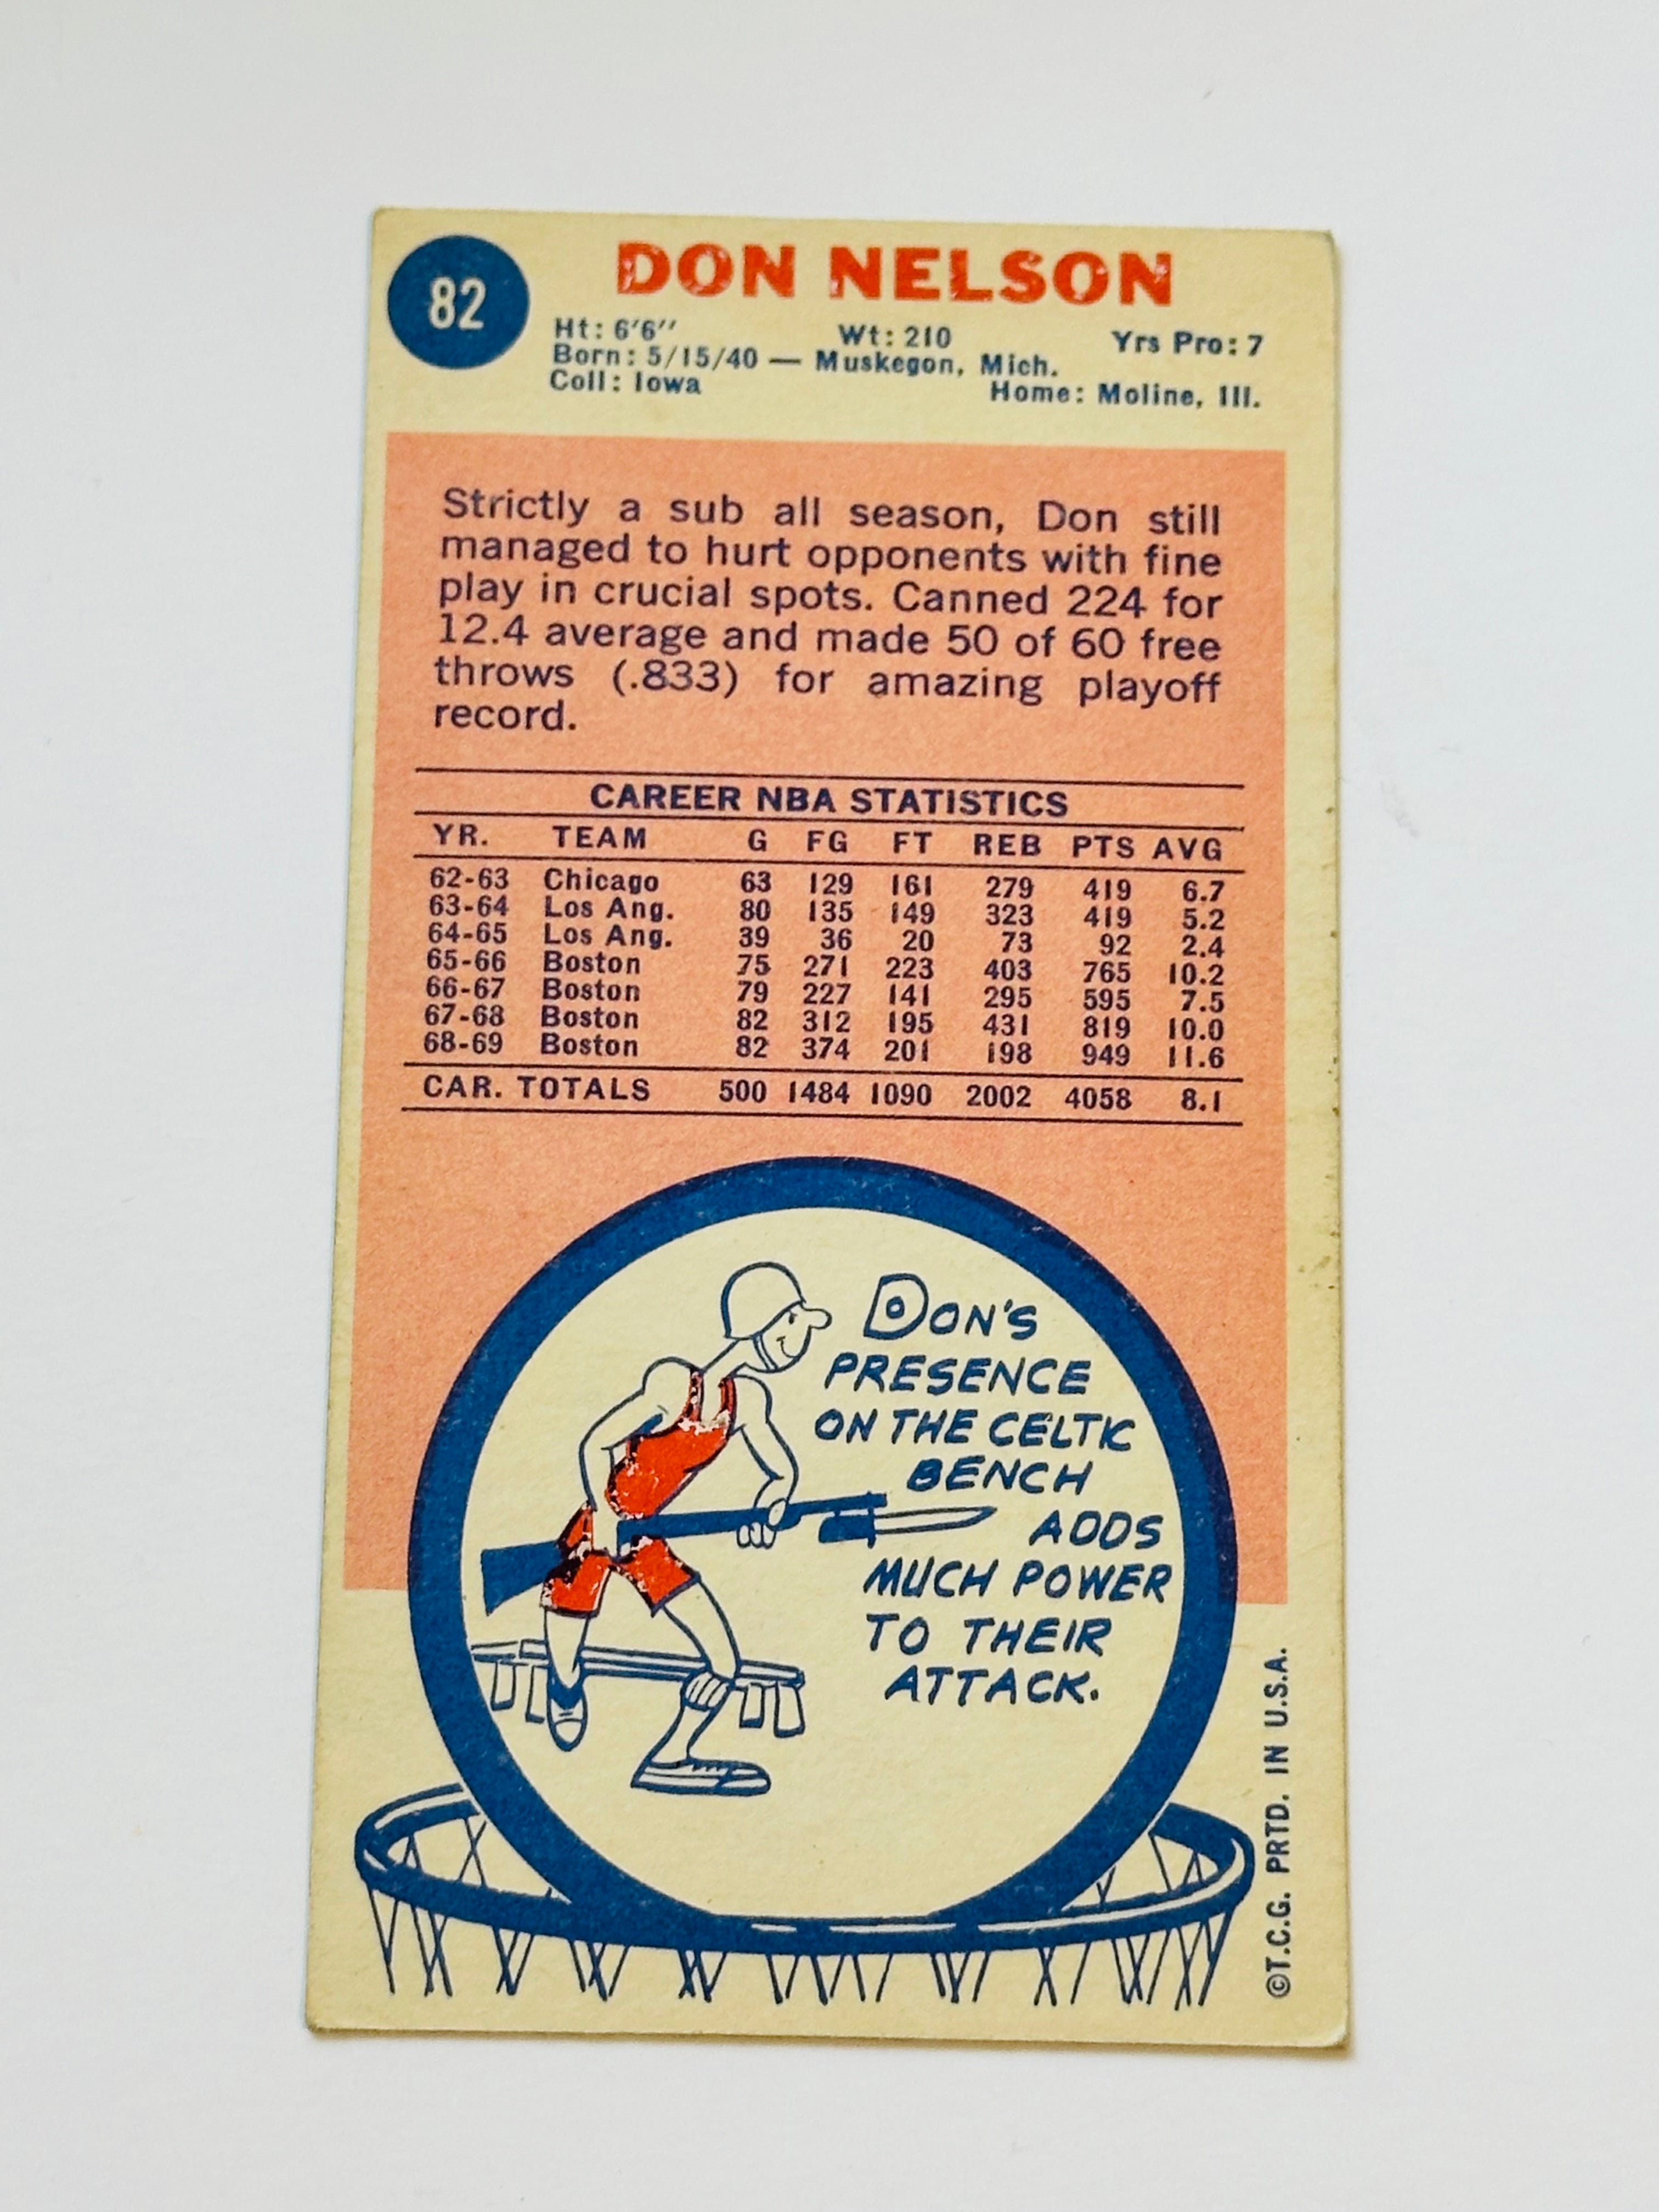 82
DON NELSON
Ht: 6'6" Wt: 210 Yrs Pro: 7
Born: 5/15/40 — Muskegon, Mich.
Coll: Iowa Home: Moline, Ill.
Strictly a sub all season, Don still
managed to hurt opponents with fine
play in crucial spots. Canned 224 for
12.4 average and made 50 of 60 free
throws (.833) for amazing playoff
record.
CAREER NBA STATISTICS
YR. TEAM G FG FT REB PTS AVG
62-63 Chicago 63 129 161 279 419 6.7
63-64 Los Ang. 80 135 149 323 419 5.2
64-65 Los Ang. 39 36 20 73 92 2.4
65-66 Boston 75 271 223 403 765 10.2
66-67 Boston 79 227 141 295 595 7.5
67-68 Boston 82 312 195 431 819 10.0
68-69 Boston 82 374 201 198 949 11.6
CAR. TOTALS 500 1484 1090 2002 4058 8.1
DON'S
PRESENCE
ON THE CELTIC
BENCH
ADDS
MUCH POWER
TO THEIR
ATTACK.
©T.C.G. PRTD. IN U.S.A.